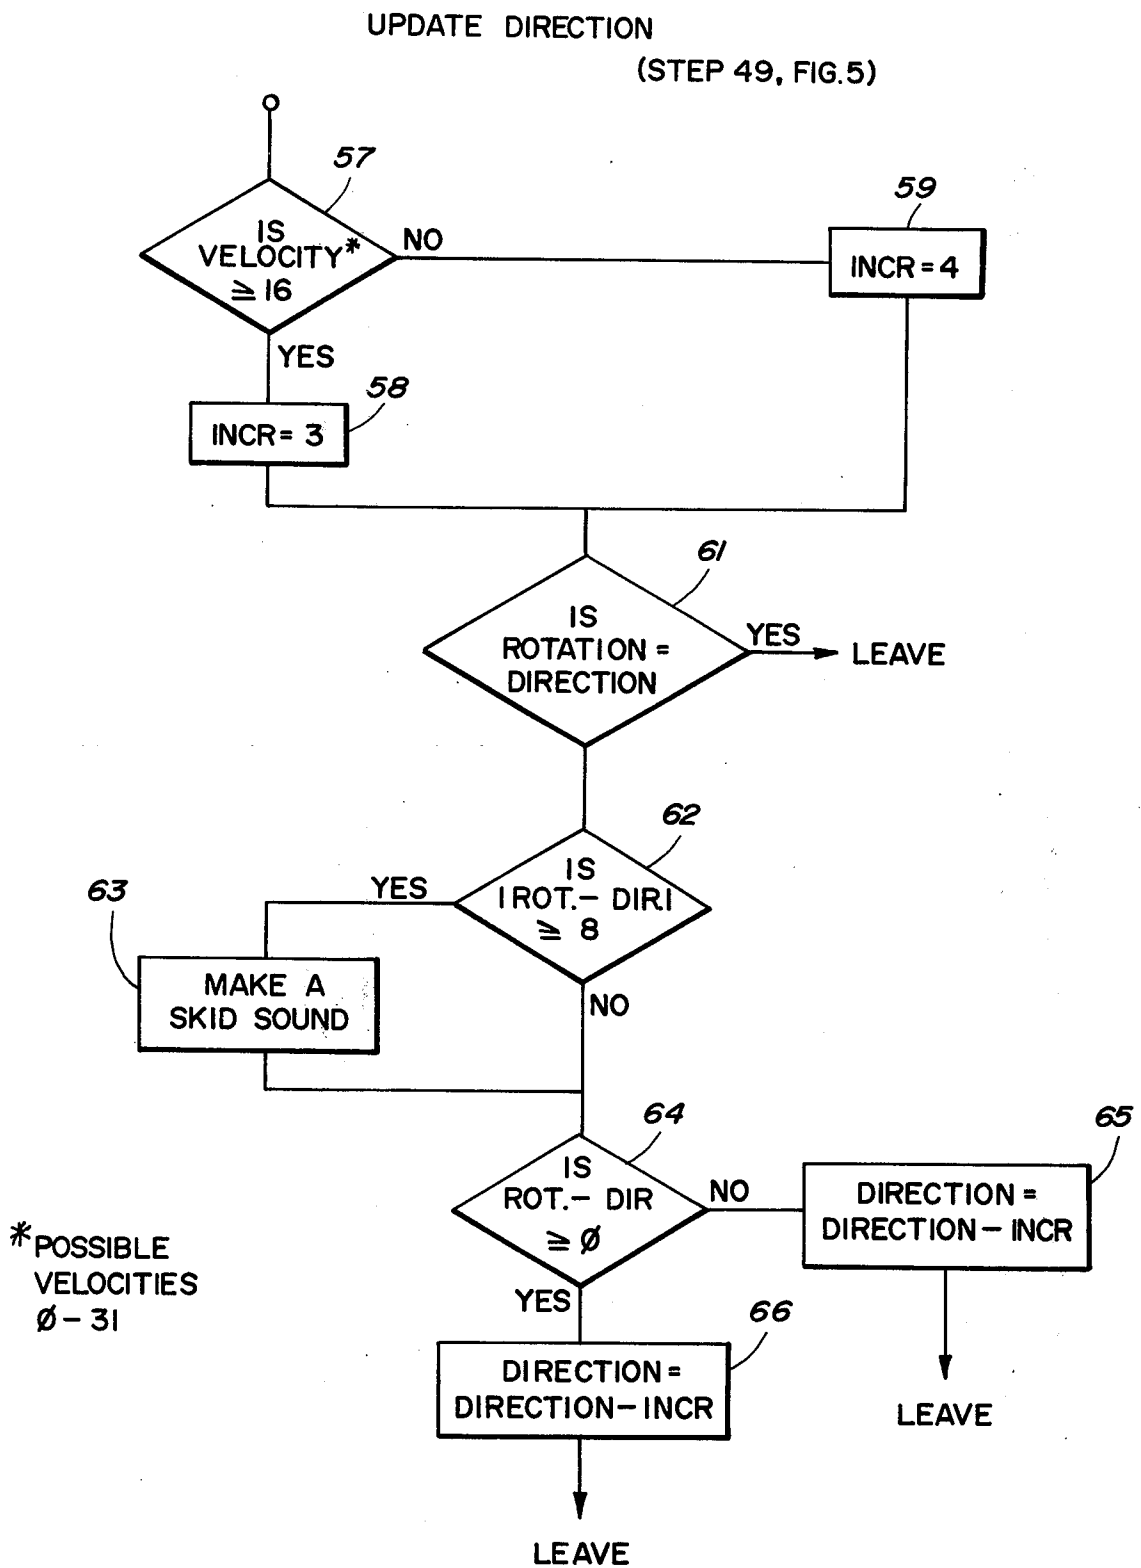 UPDATE DIRECTION
(STEP 49, FIG.5)
57
IS
VELOCITY*
≧ 16
NO
59
INCR = 4
YES
58
INCR = 3
61
IS
ROTATION =
DIRECTION
YES
LEAVE
62
IS
|ROT. - DIR.|
≧ 8
YES
63
MAKE A
SKID SOUND
NO
64
IS
ROT. - DIR
≧ Ø
NO
65
DIRECTION =
DIRECTION - INCR
LEAVE
YES
66
DIRECTION =
DIRECTION - INCR
LEAVE
*POSSIBLE
VELOCITIES
Ø - 31